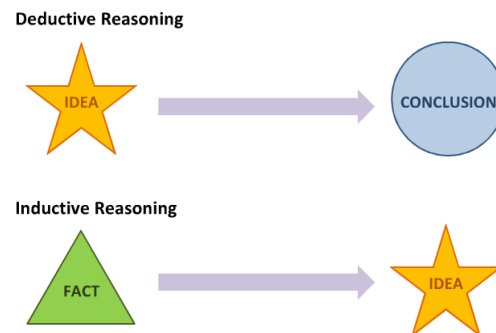 Deductive Reasoning
IDEA
CONCLUSION
Inductive Reasoning
FACT
IDEA